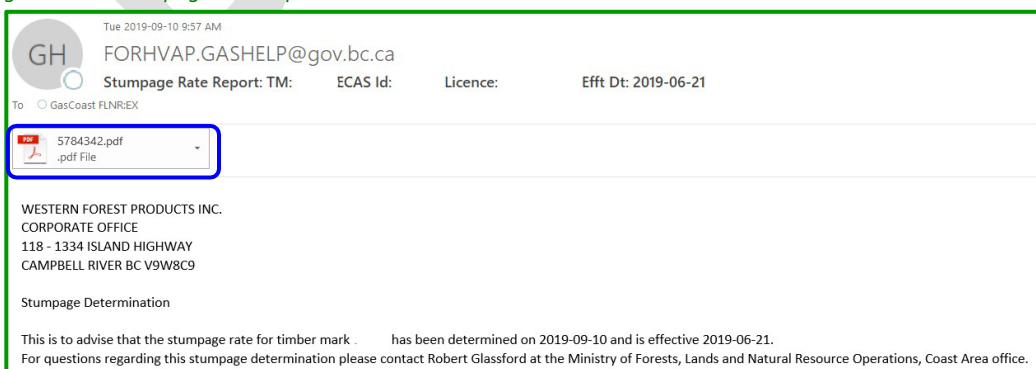 Tue 2019-09-10 9:57 AM
GH
FORHVAP.GASHELP@gov.bc.ca
Stumpage Rate Report: TM: ECAS Id: Licence: Efft Dt: 2019-06-21
To GasCoast FLNR:EX
PDF
5784342.pdf
.pdf File
WESTERN FOREST PRODUCTS INC.
CORPORATE OFFICE
118 - 1334 ISLAND HIGHWAY
CAMPBELL RIVER BC V9W8C9
Stumpage Determination
This is to advise that the stumpage rate for timber mark . has been determined on 2019-09-10 and is effective 2019-06-21.
For questions regarding this stumpage determination please contact Robert Glassford at the Ministry of Forests, Lands and Natural Resource Operations, Coast Area office.